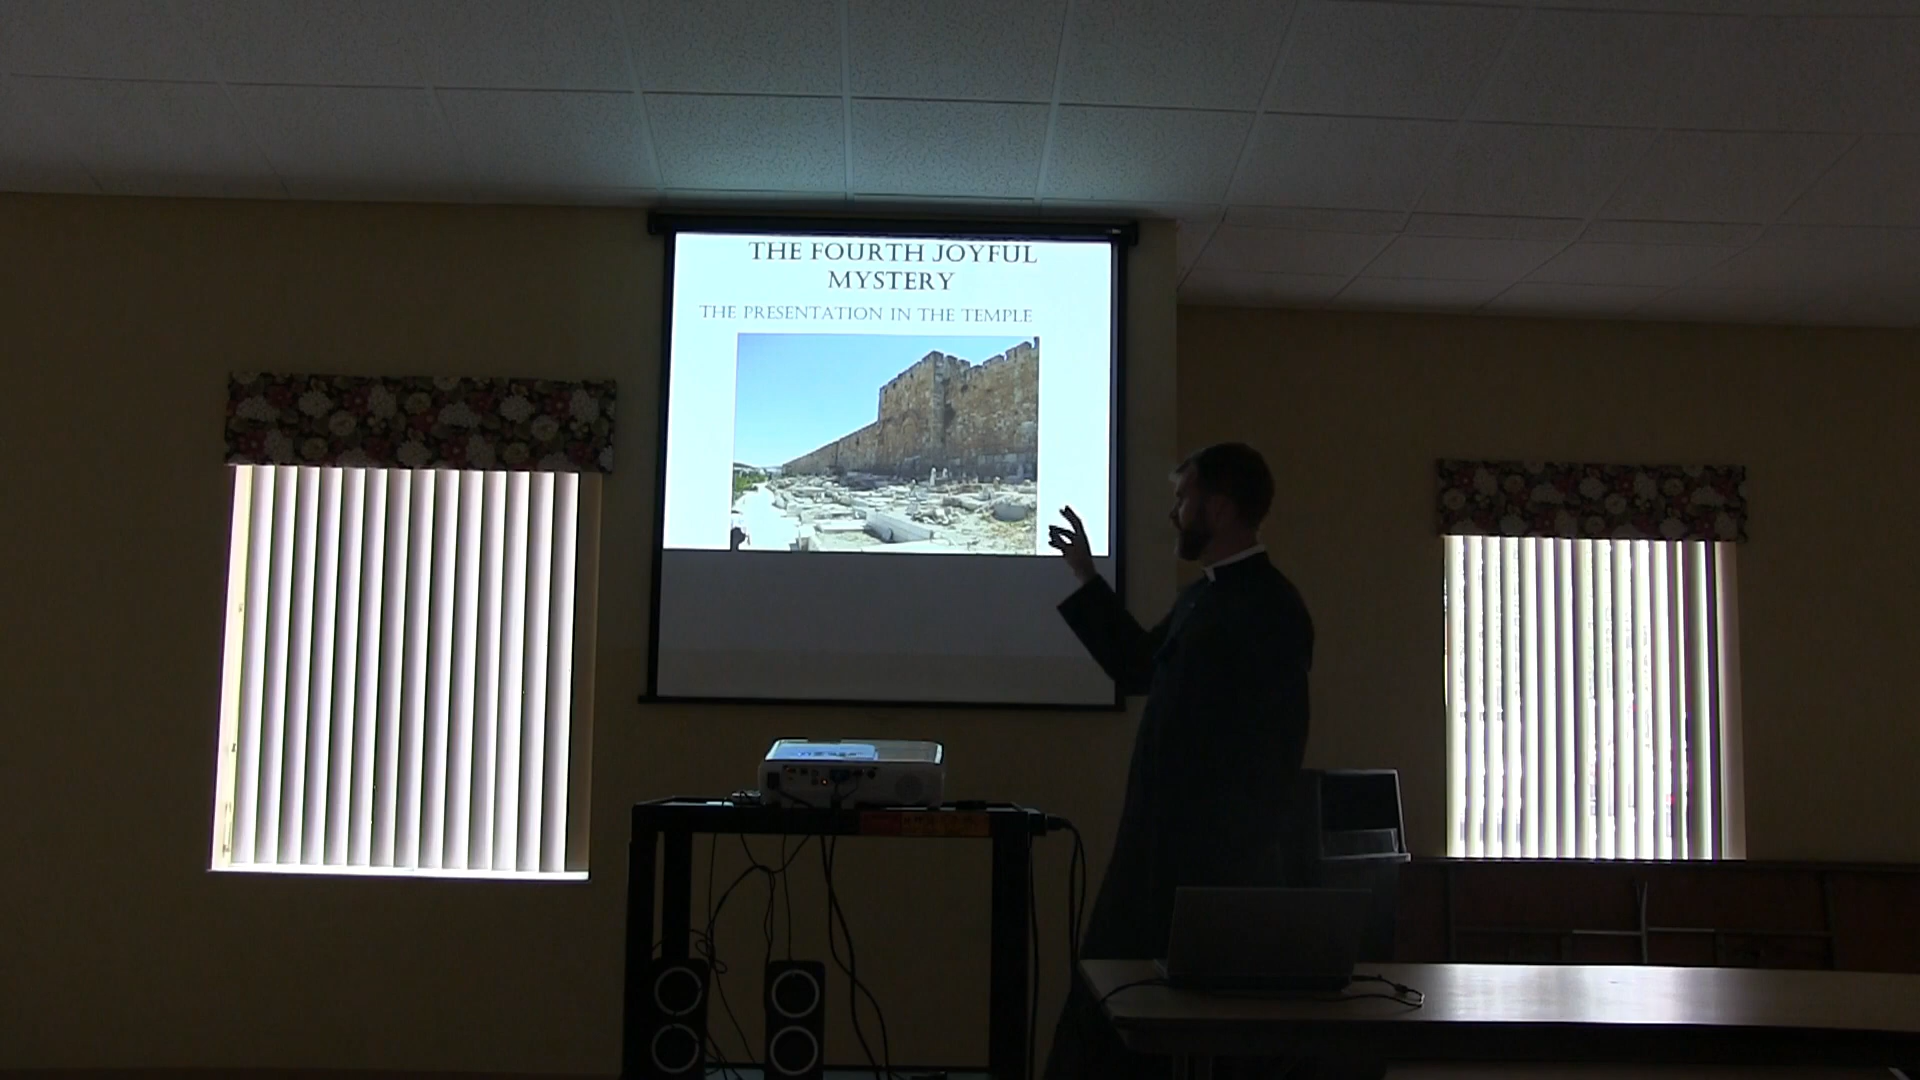 THE FOURTH JOYFUL
MYSTERY
THE PRESENTATION IN THE TEMPLE